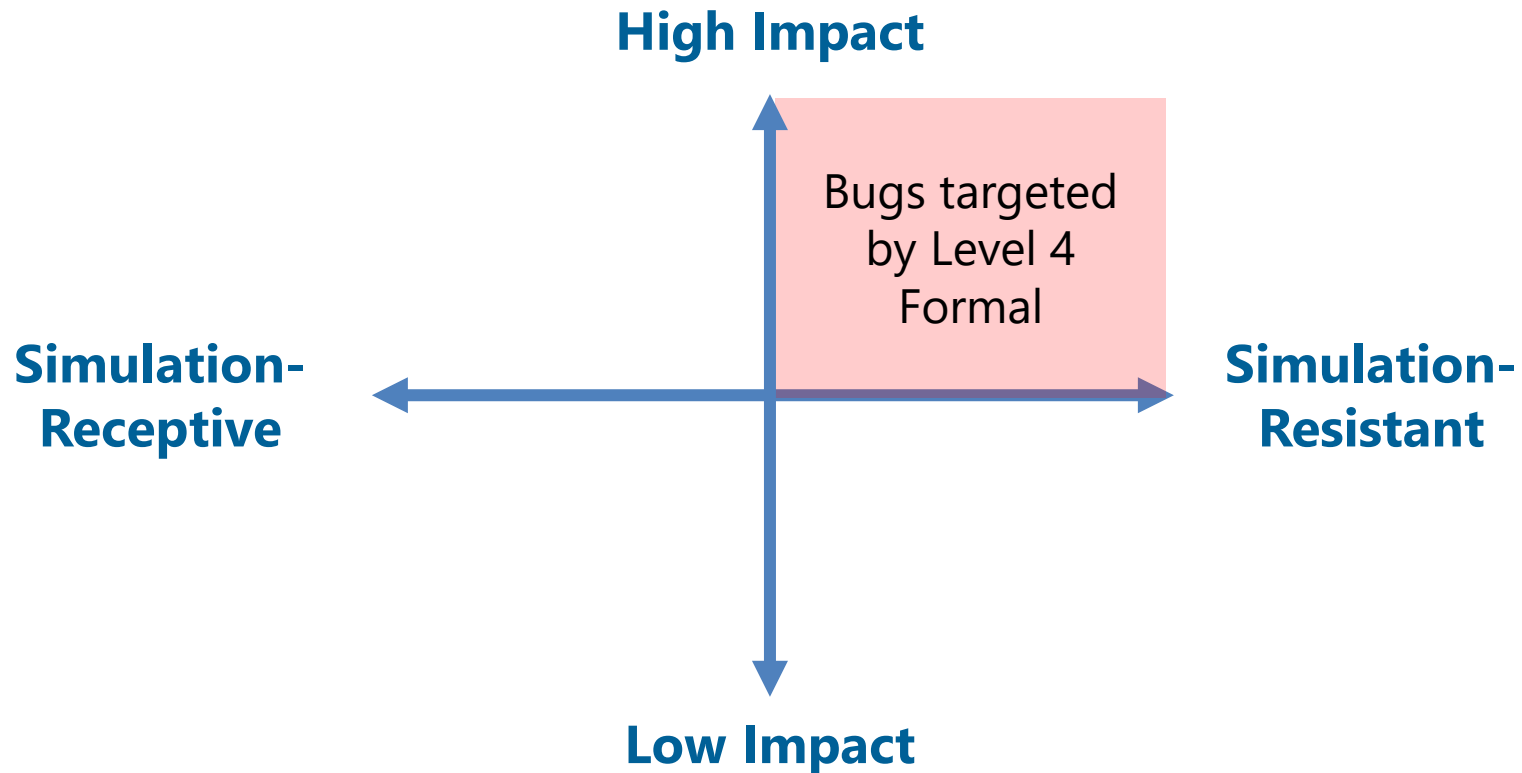 High Impact
Bugs targeted
by Level 4
Formal
Simulation-
Receptive
Simulation-
Resistant
Low Impact